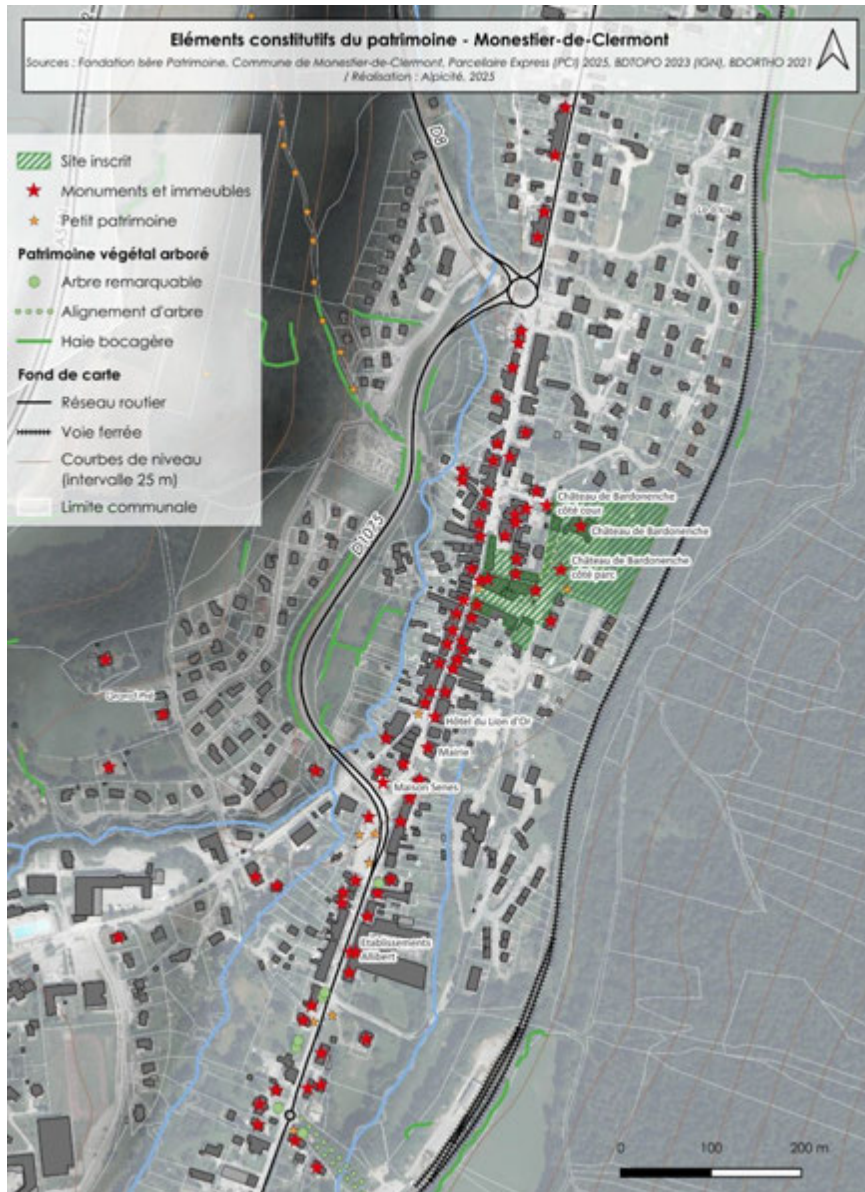 Eléments constitutifs du patrimoine - Monestier-de-Clermont
Sources : Fondation Isère Patrimoine, Commune de Monestier-de-Clermont, Parcellaire Express (PCI) 2025, BDTOPO 2023 (IGN), BDORTHO 2021
/ Réalisation : Alpicité, 2025
Site inscrit
Monuments et immeubles
Petit patrimoine
Patrimoine végétal arboré
Arbre remarquable
Alignement d'arbre
Haie bocagère
Fond de carte
Réseau routier
Voie ferrée
Courbes de niveau
(intervalle 25 m)
Limite communale
D8
D1075
Château de Bardonenche
côté cour
Château de Bardonenche
Château de Bardonenche
côté parc
Hôtel du Lion d'Or
Mairie
Maison Senes
Etablissements
Allibert
0 100 200 m